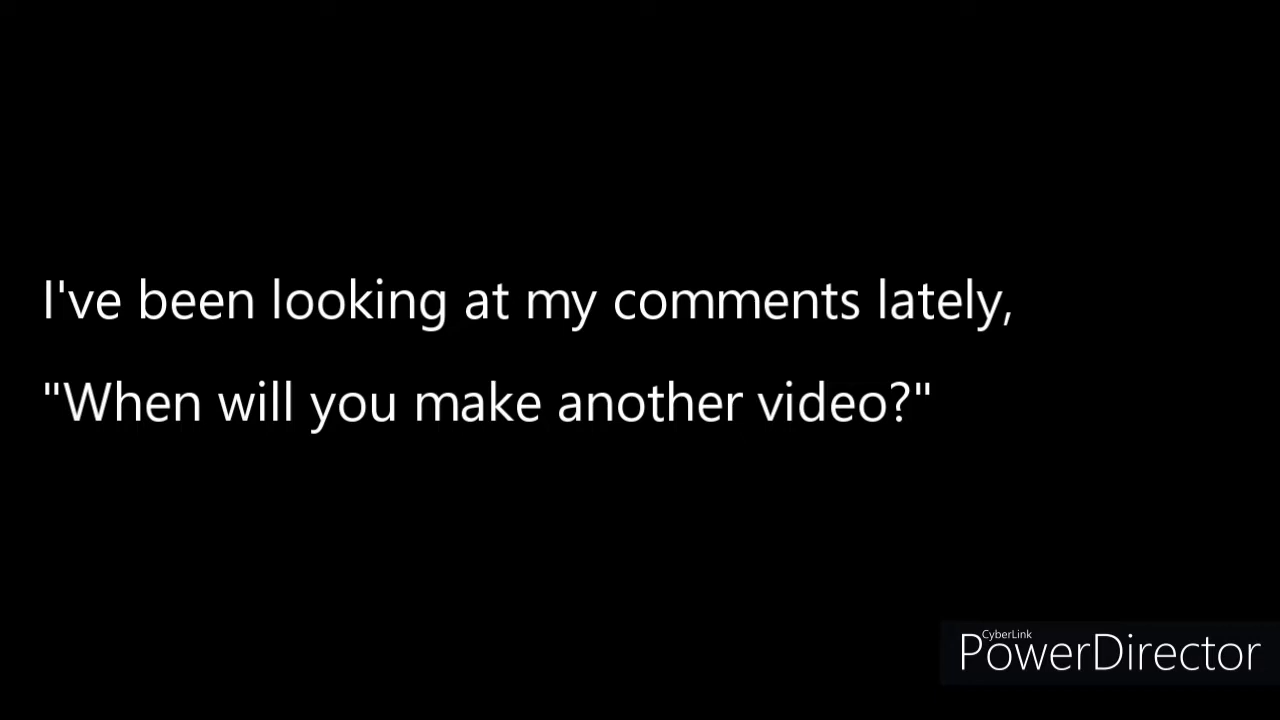 I've been looking at my comments lately,
"When will you make another video?"
CyberLink
PowerDirector